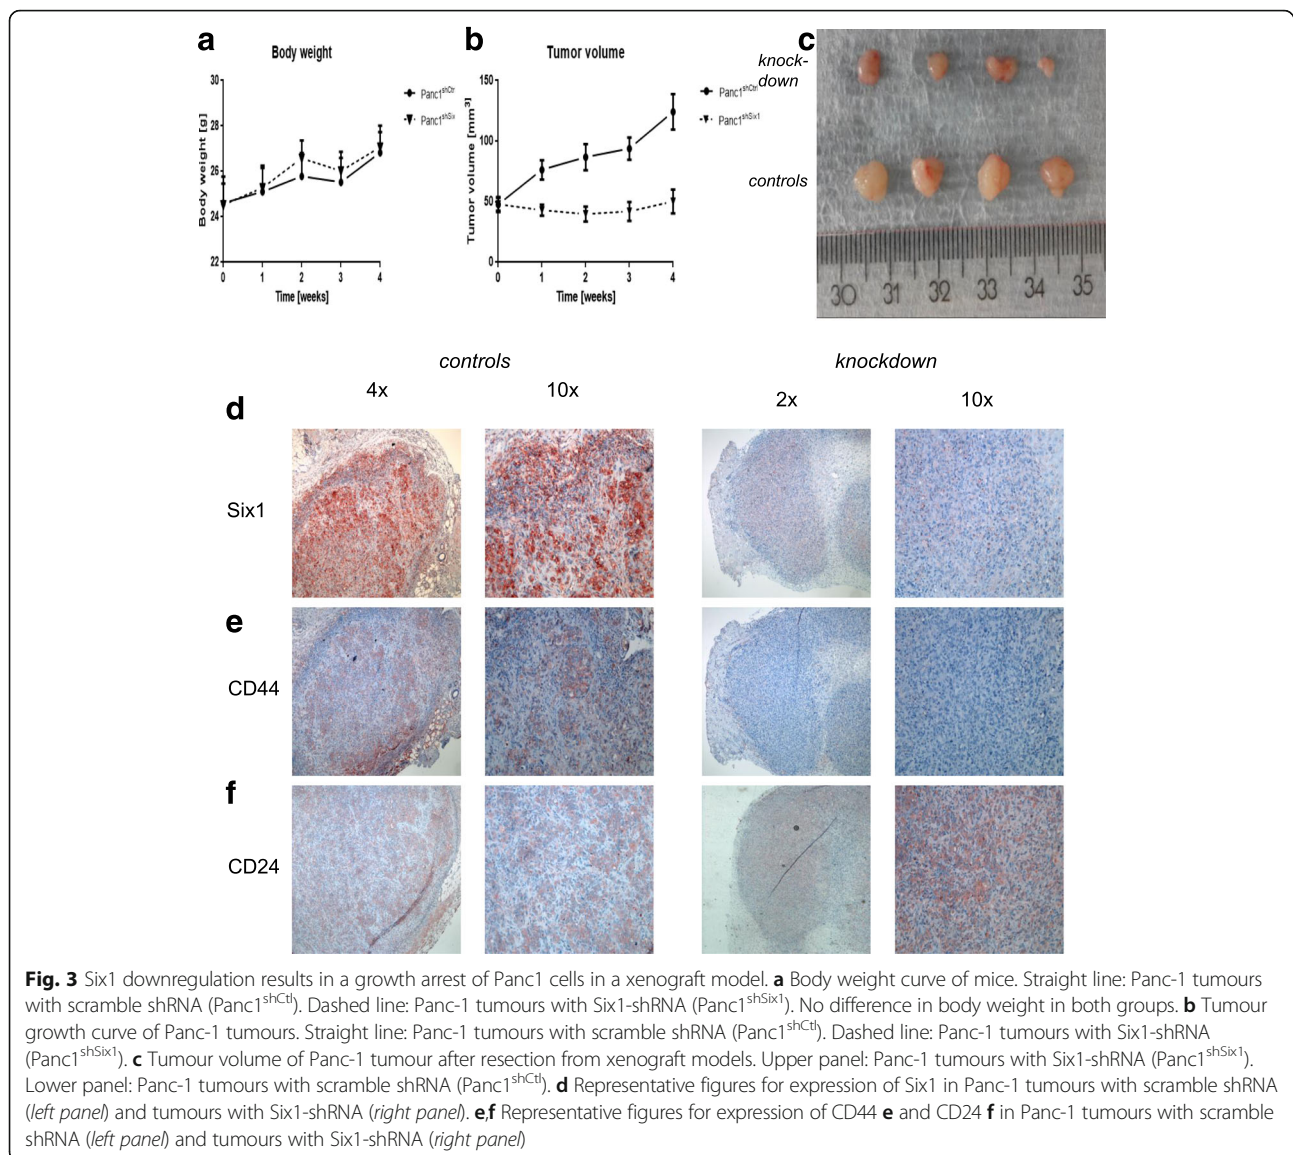 a
Body weight
30
28
26
24
22
Body weight [g]
0 1 2 3 4
Time [weeks]
Panc1shCtr
Panc1shSix
b
Tumor volume
150
100
50
0
Tumor volume [mm3]
0 1 2 3 4
Time [weeks]
Panc1shCtrl
Panc1shSix1
c
knock-
down
controls
30 31 32 33 34 35
controls
knockdown
4x 10x 2x 10x
d
Six1
e
CD44
f
CD24
Fig. 3 Six1 downregulation results in a growth arrest of Panc1 cells in a xenograft model. a Body weight curve of mice. Straight line: Panc-1 tumours
with scramble shRNA (Panc1shCtl). Dashed line: Panc-1 tumours with Six1-shRNA (Panc1shSix1). No difference in body weight in both groups. b Tumour
growth curve of Panc-1 tumours. Straight line: Panc-1 tumours with scramble shRNA (Panc1shCtl). Dashed line: Panc-1 tumours with Six1-shRNA
(Panc1shSix1). c Tumour volume of Panc-1 tumour after resection from xenograft models. Upper panel: Panc-1 tumours with Six1-shRNA (Panc1shSix1).
Lower panel: Panc-1 tumours with scramble shRNA (Panc1shCtl). d Representative figures for expression of Six1 in Panc-1 tumours with scramble shRNA
(left panel) and tumours with Six1-shRNA (right panel). e,f Representative figures for expression of CD44 e and CD24 f in Panc-1 tumours with scramble
shRNA (left panel) and tumours with Six1-shRNA (right panel)